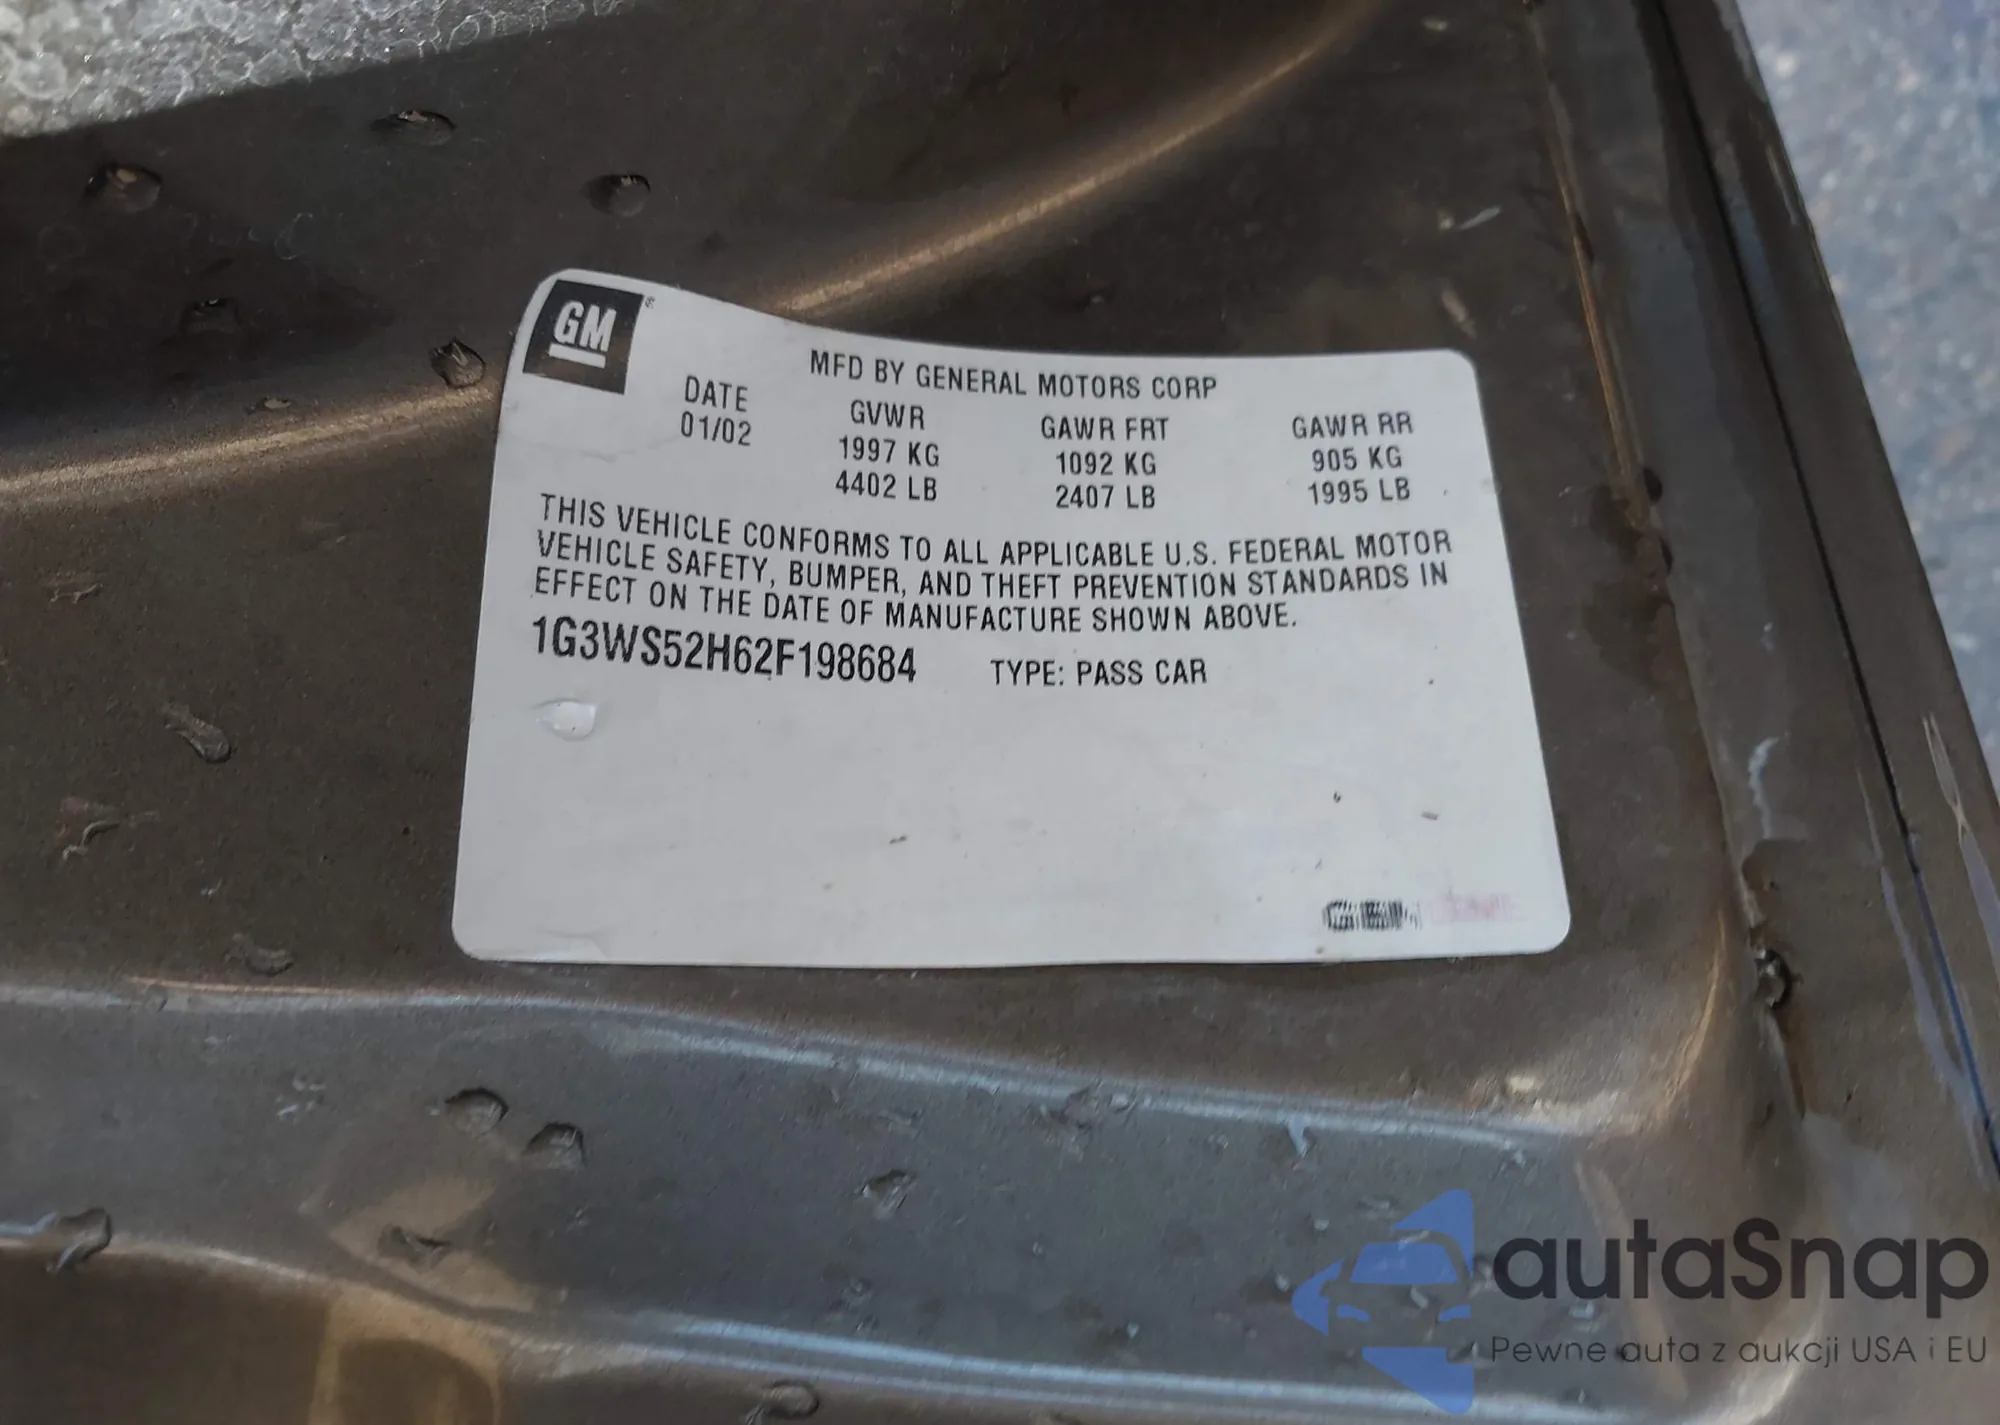 GM®
MFD BY GENERAL MOTORS CORP
DATE GVWR GAWR FRT GAWR RR
01/02 1997 KG 1092 KG 905 KG
4402 LB 2407 LB 1995 LB
THIS VEHICLE CONFORMS TO ALL APPLICABLE U.S. FEDERAL MOTOR
VEHICLE SAFETY, BUMPER, AND THEFT PREVENTION STANDARDS IN
EFFECT ON THE DATE OF MANUFACTURE SHOWN ABOVE.
1G3WS52H62F198684 TYPE: PASS CAR
autaSnap
Pewne auta z aukcji USA i EU